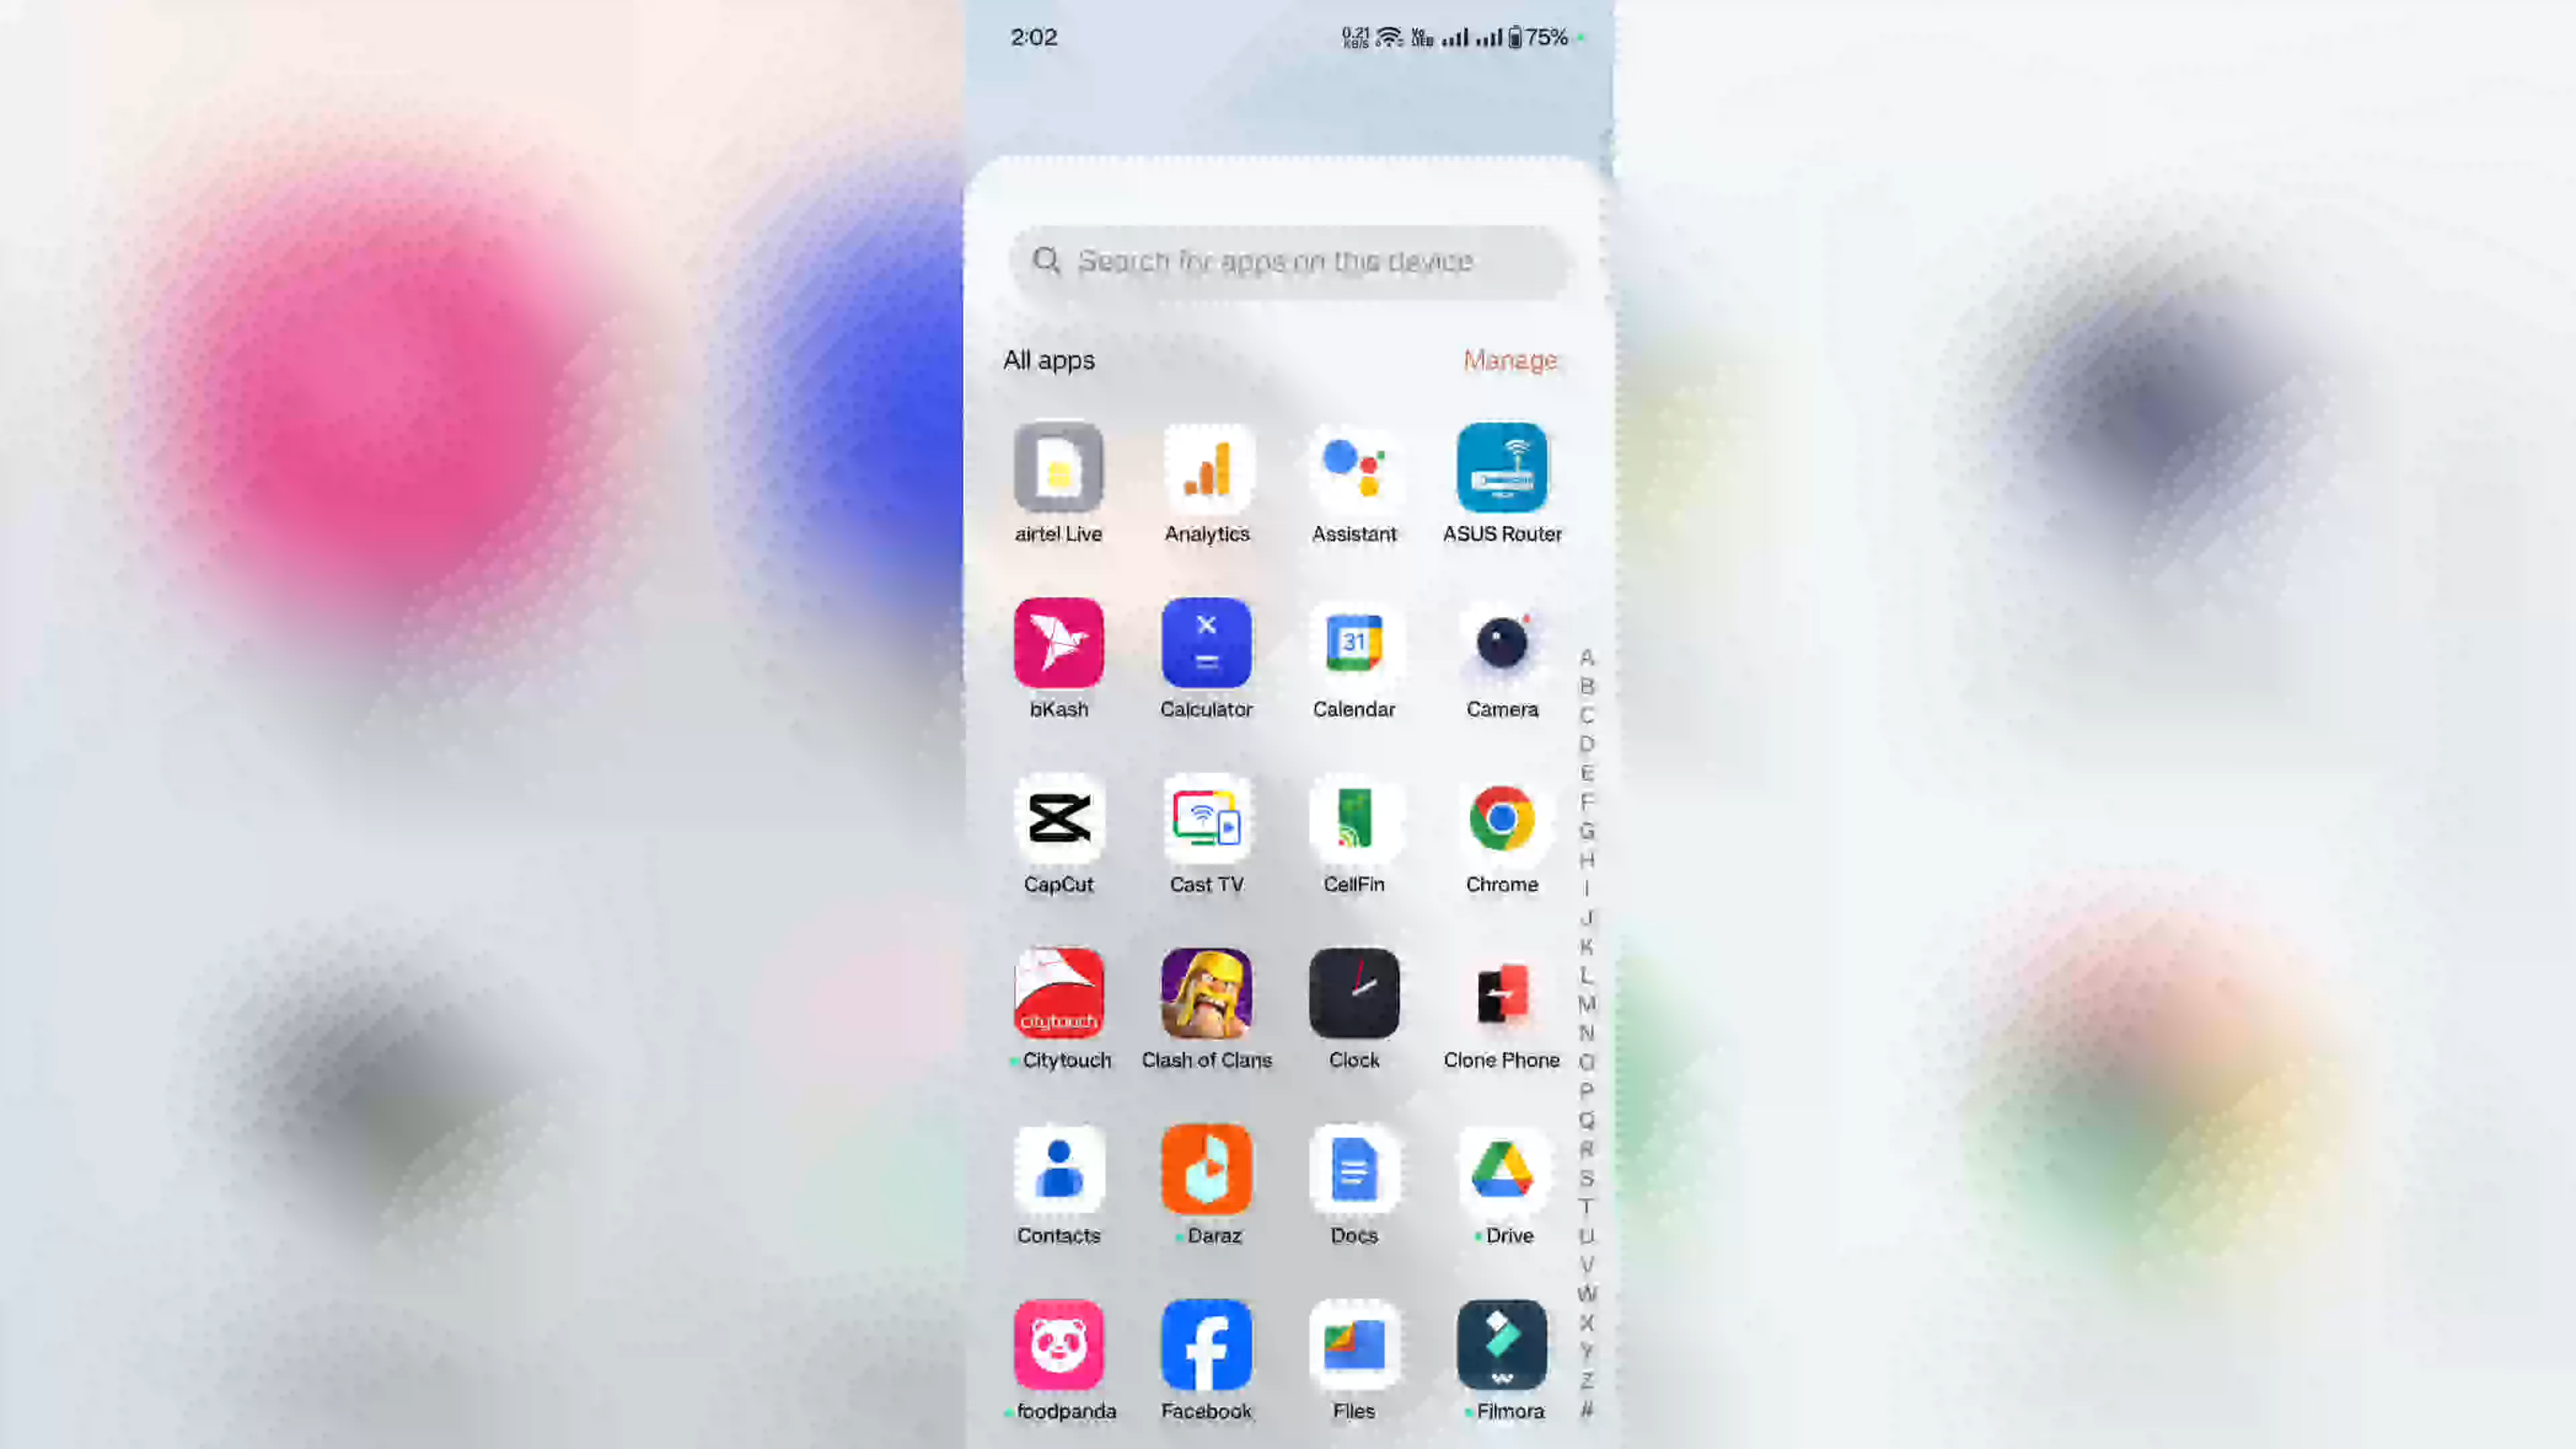 2:02
0.21 KB/S 75%
Search for apps on this device
All apps Manage
airtel Live Analytics Assistant ASUS Router
31
bKash Calculator Calendar Camera
CapCut Cast TV CellFin Chrome
citytouch
Citytouch Clash of Clans Clock Clone Phone
Contacts Daraz Docs Drive
foodpanda Facebook Files Filmora
A
B
C
D
E
F
G
H
I
J
K
L
M
N
O
P
Q
R
S
T
U
V
W
X
Y
Z
#